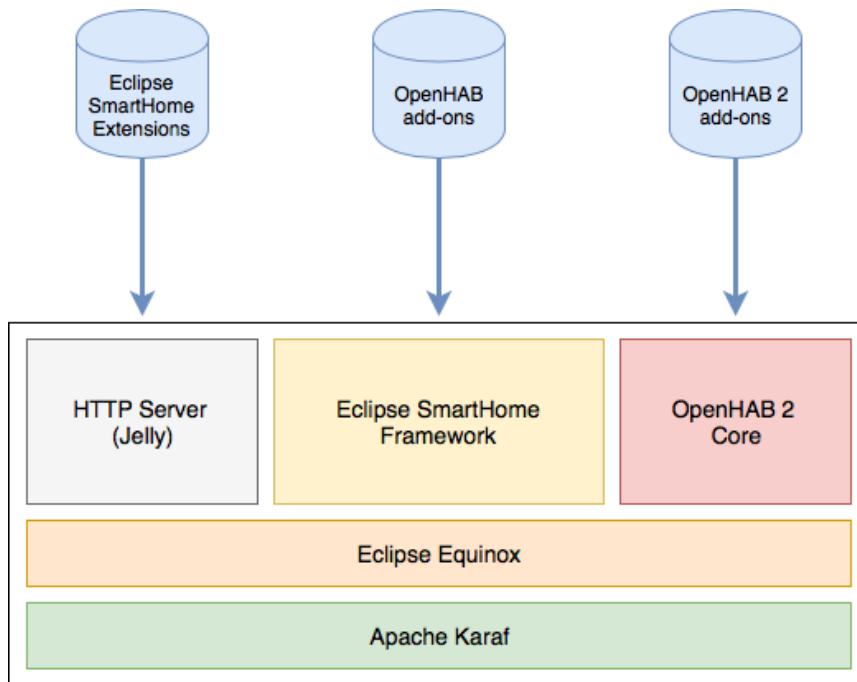 Eclipse
SmartHome
Extensions
OpenHAB
add-ons
OpenHAB 2
add-ons
HTTP Server
(Jelly)
Eclipse SmartHome
Framework
OpenHAB 2
Core
Eclipse Equinox
Apache Karaf